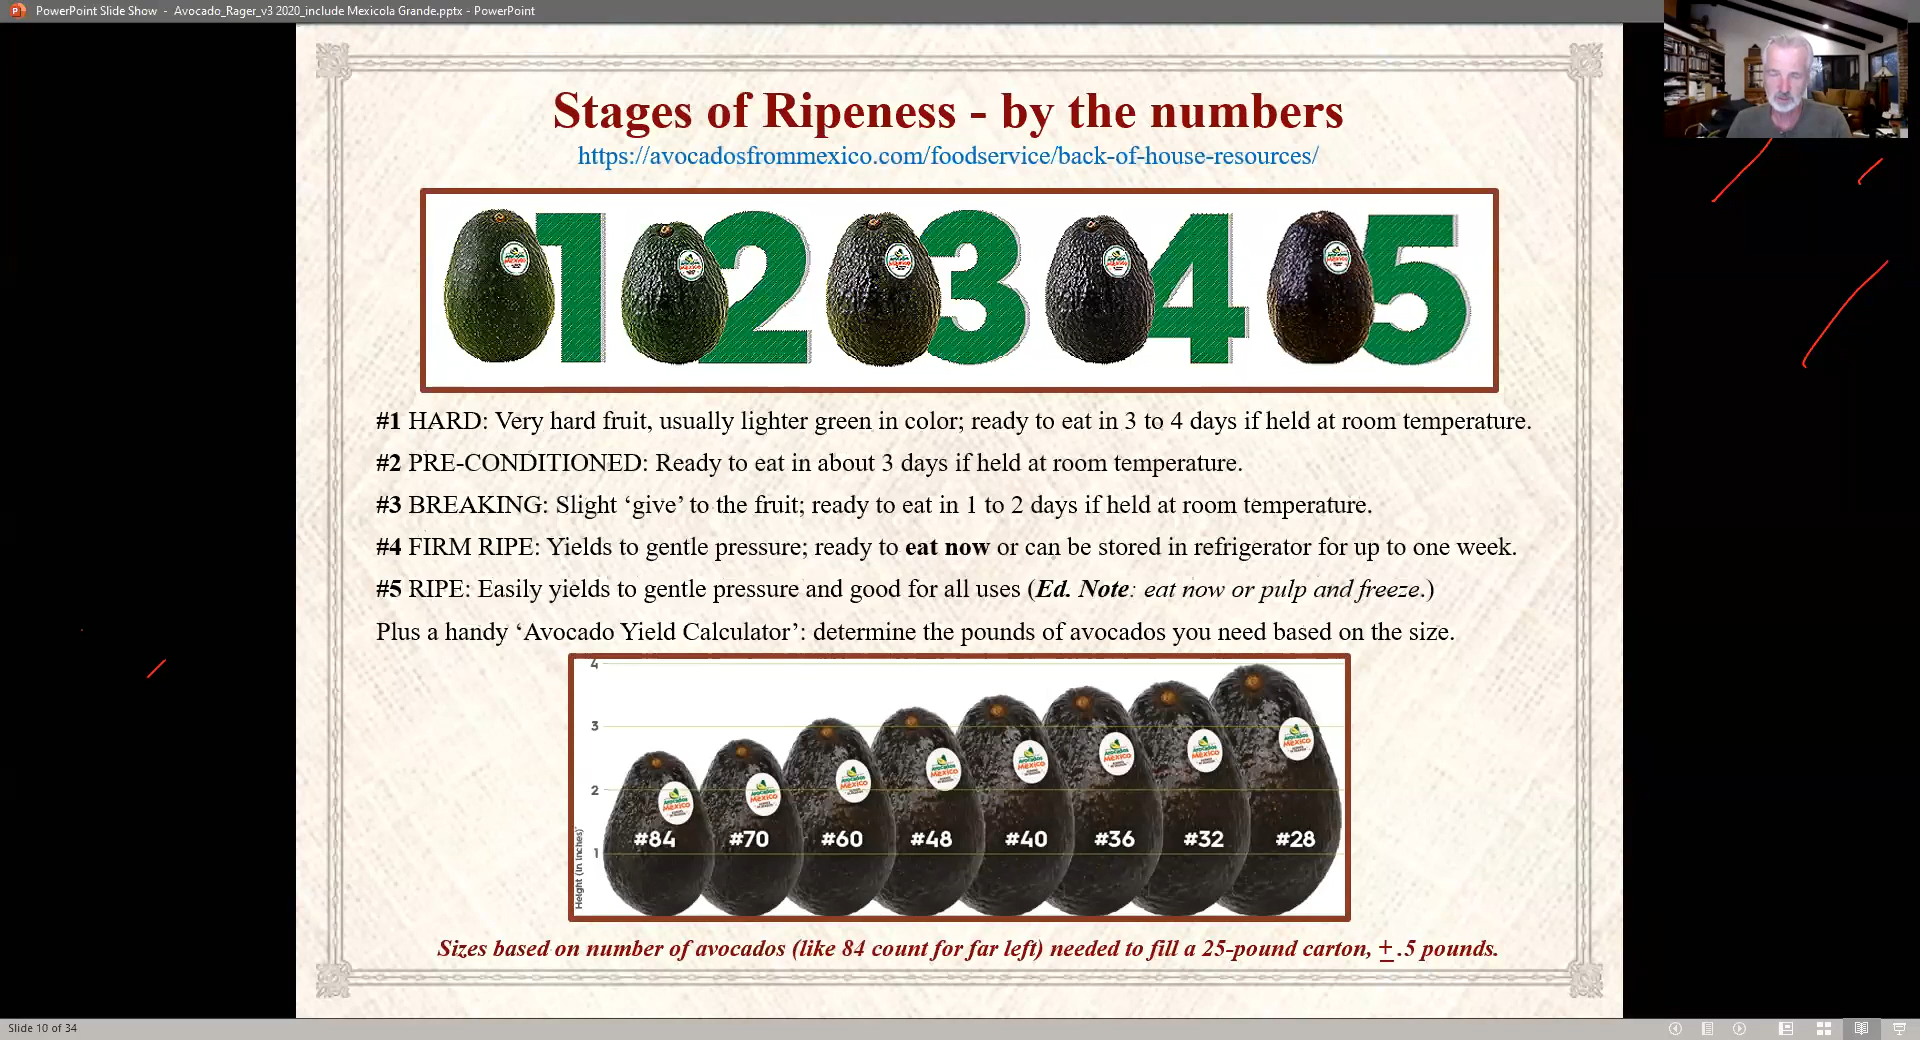 PowerPoint Slide Show - Avocado_Rager_v3 2020_include Mexicola Grande.pptx - PowerPoint
Stages of Ripeness - by the numbers
https://avocadosfrommexico.com/foodservice/back-of-house-resources/
1 2 3 4 5
#1 HARD: Very hard fruit, usually lighter green in color; ready to eat in 3 to 4 days if held at room temperature.
#2 PRE-CONDITIONED: Ready to eat in about 3 days if held at room temperature.
#3 BREAKING: Slight ‘give’ to the fruit; ready to eat in 1 to 2 days if held at room temperature.
#4 FIRM RIPE: Yields to gentle pressure; ready to eat now or can be stored in refrigerator for up to one week.
#5 RIPE: Easily yields to gentle pressure and good for all uses (Ed. Note: eat now or pulp and freeze.)
Plus a handy ‘Avocado Yield Calculator’: determine the pounds of avocados you need based on the size.
4
3
2
1
Height (in inches)
Avocados Mexico
#84 #70 #60 #48 #40 #36 #32 #28
Sizes based on number of avocados (like 84 count for far left) needed to fill a 25-pound carton, ± .5 pounds.
Slide 10 of 34